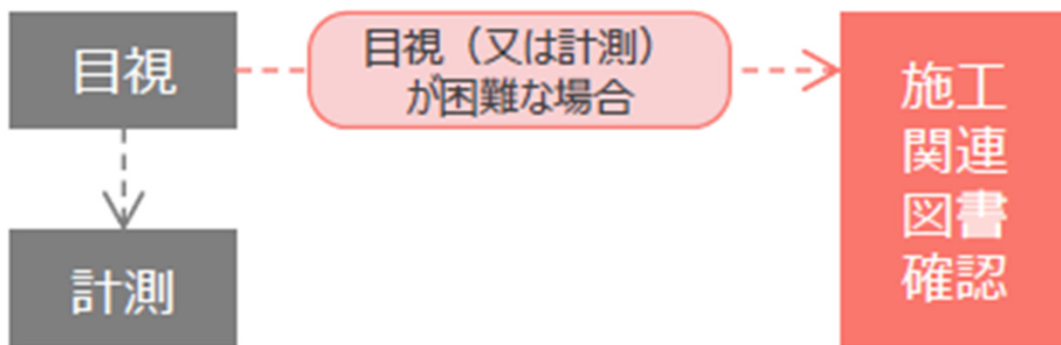 目視
目視（又は計測）
が困難な場合
計測
施工
関連
図書
確認